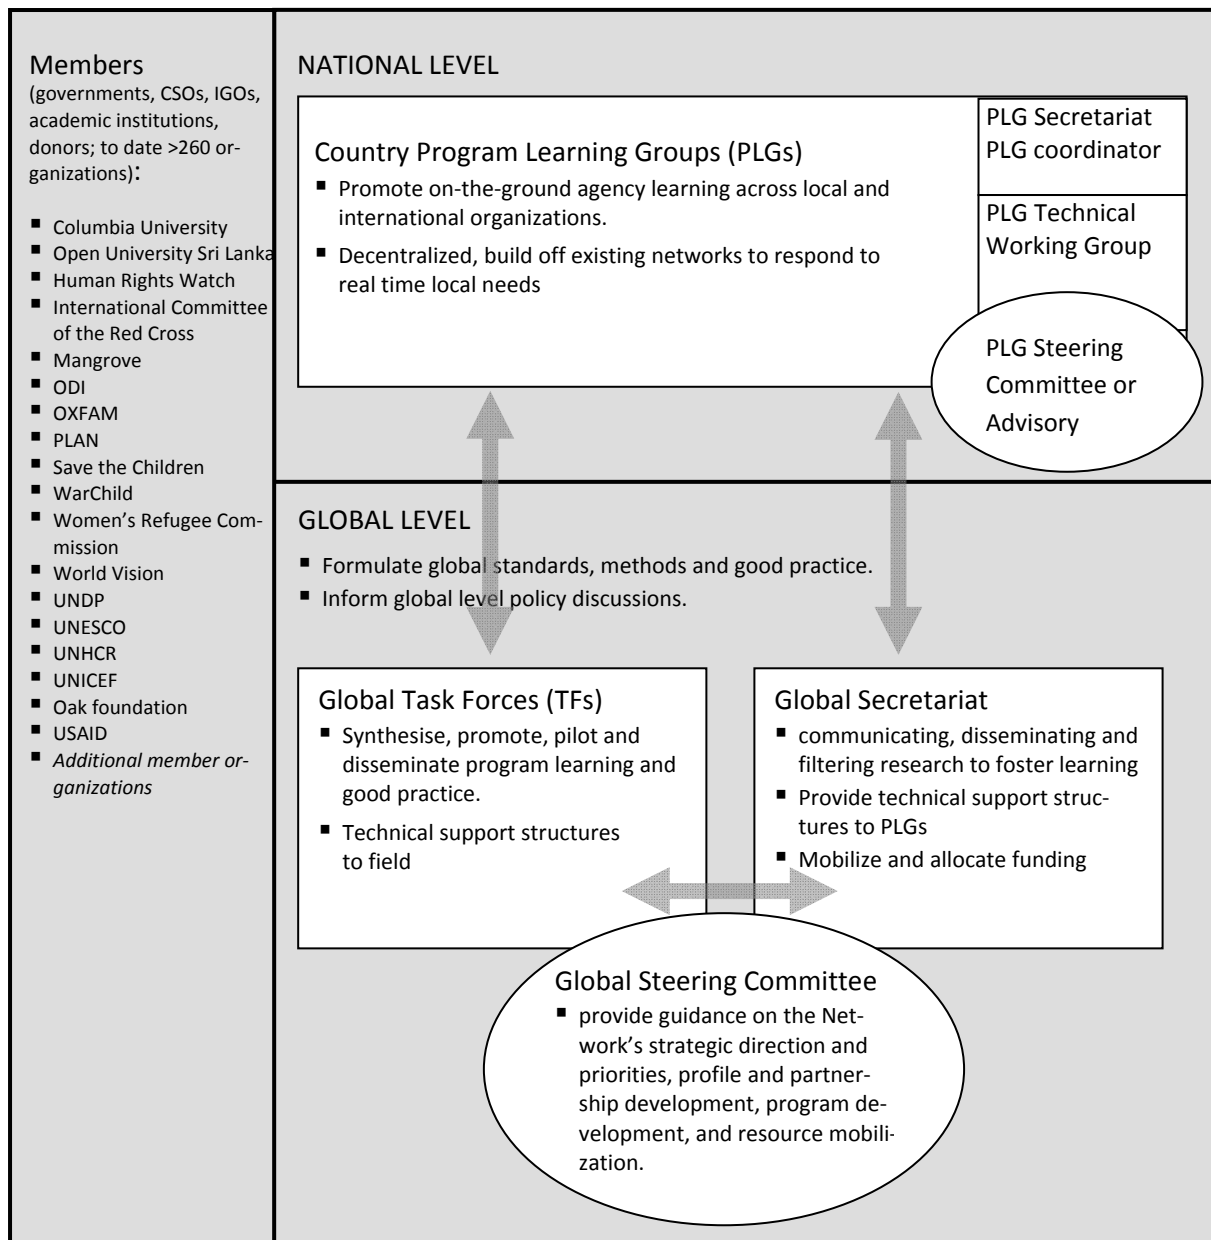 Members
(governments, CSOs, IGOs,
academic institutions,
donors; to date >260 or-
ganizations):
▪ Columbia University
▪ Open University Sri Lanka
▪ Human Rights Watch
▪ International Committee
of the Red Cross
▪ Mangrove
▪ ODI
▪ OXFAM
▪ PLAN
▪ Save the Children
▪ WarChild
▪ Women’s Refugee Com-
mission
▪ World Vision
▪ UNDP
▪ UNESCO
▪ UNHCR
▪ UNICEF
▪ Oak foundation
▪ USAID
▪ Additional member or-
ganizations
NATIONAL LEVEL
Country Program Learning Groups (PLGs)
▪ Promote on-the-ground agency learning across local and
international organizations.
▪ Decentralized, build off existing networks to respond to
real time local needs
PLG Secretariat
PLG coordinator
PLG Technical
Working Group
PLG Steering
Committee or
Advisory
GLOBAL LEVEL
▪ Formulate global standards, methods and good practice.
▪ Inform global level policy discussions.
Global Task Forces (TFs)
▪ Synthesise, promote, pilot and
disseminate program learning and
good practice.
▪ Technical support structures
to field
Global Secretariat
▪ communicating, disseminating and
filtering research to foster learning
▪ Provide technical support struc-
tures to PLGs
▪ Mobilize and allocate funding
Global Steering Committee
▪ provide guidance on the Net-
work’s strategic direction and
priorities, profile and partner-
ship development, program de-
velopment, and resource mobili-
zation.